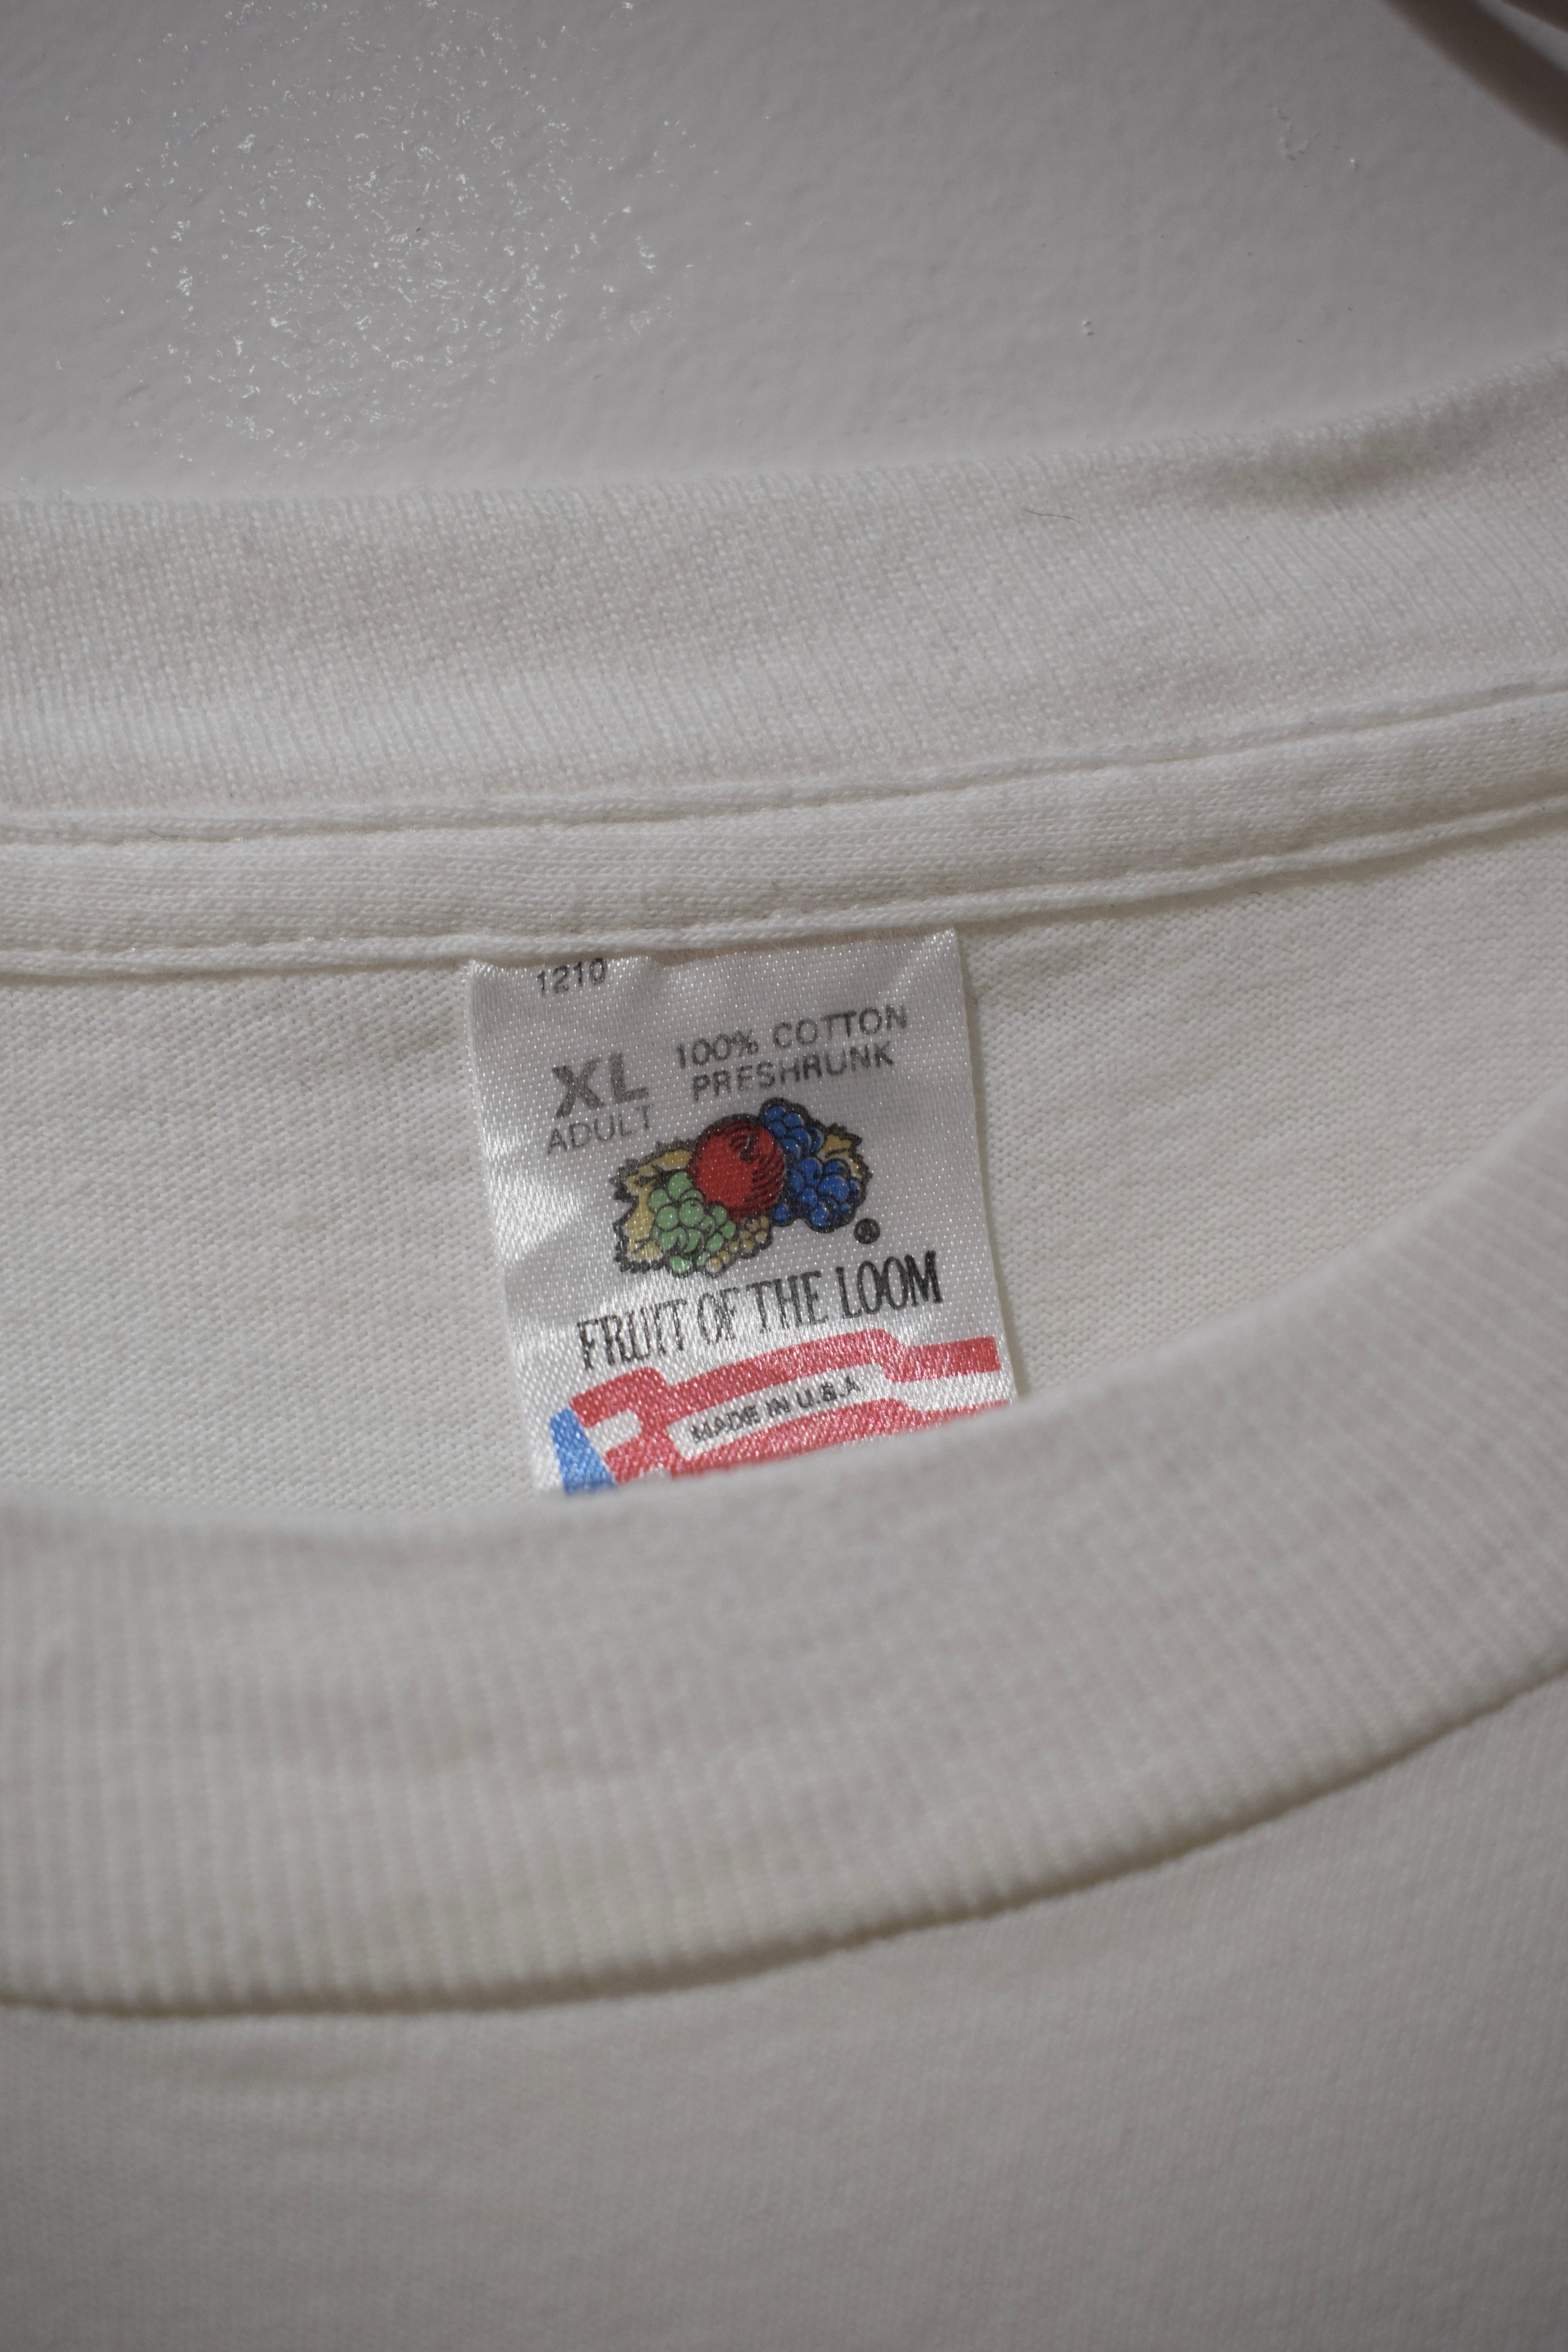 1210
100% COTTON
PRESHRUNK
XL
ADULT
®
FRUIT OF THE LOOM
MADE IN U.S.A